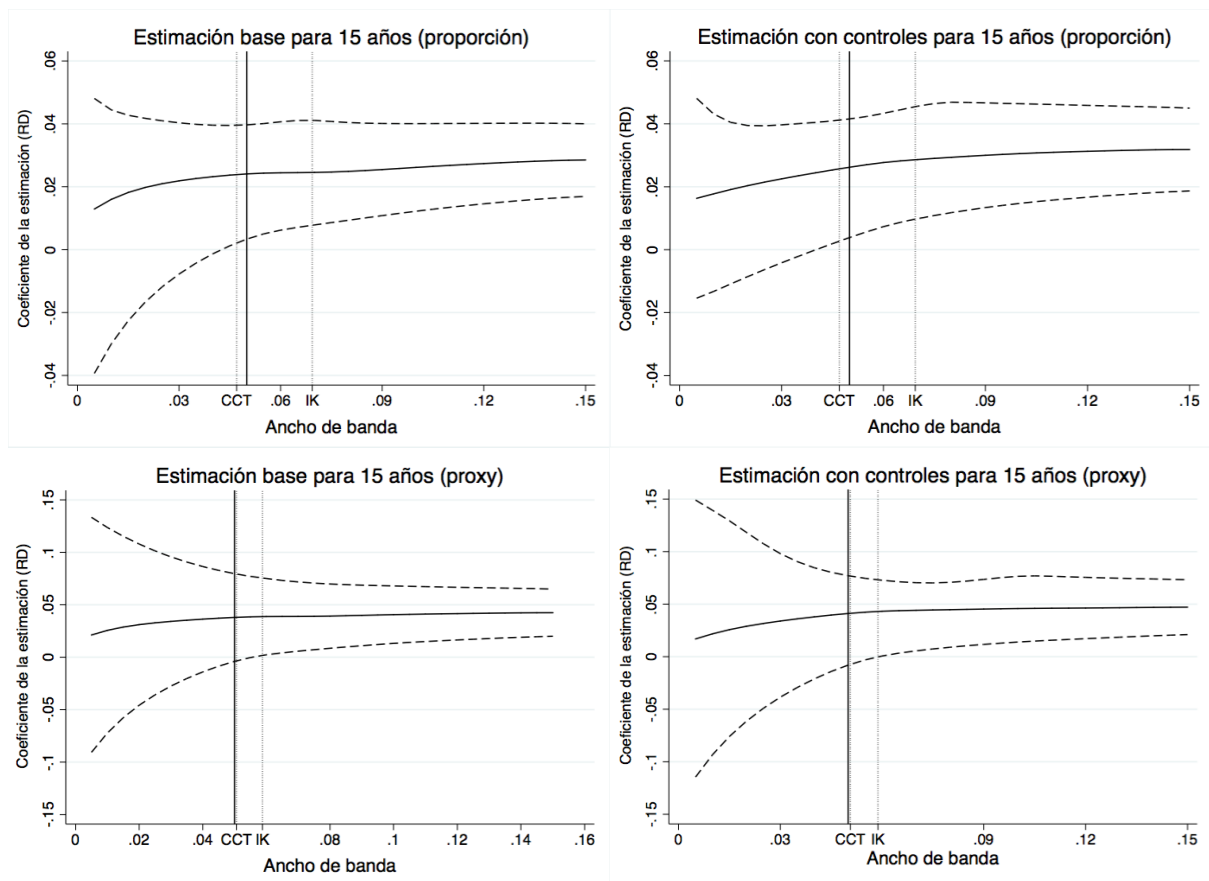 Estimación base para 15 años (proporción)
Coeficiente de la estimación (RD)
.06
.04
.02
0
-.02
-.04
0 .03 CCT .06 IK .09 .12 .15
Ancho de banda
Estimación con controles para 15 años (proporción)
Coeficiente de la estimación (RD)
.06
.04
.02
0
-.02
-.04
0 .03 CCT .06 IK .09 .12 .15
Ancho de banda
Estimación base para 15 años (proxy)
Coeficiente de la estimación (RD)
.15
.1
.05
0
-.05
-.1
-.15
0 .02 .04 CCT IK .08 .1 .12 .14 .16
Ancho de banda
Estimación con controles para 15 años (proxy)
Coeficiente de la estimación (RD)
.15
.1
.05
0
-.05
-.1
-.15
0 .03 CCT IK .09 .12 .15
Ancho de banda